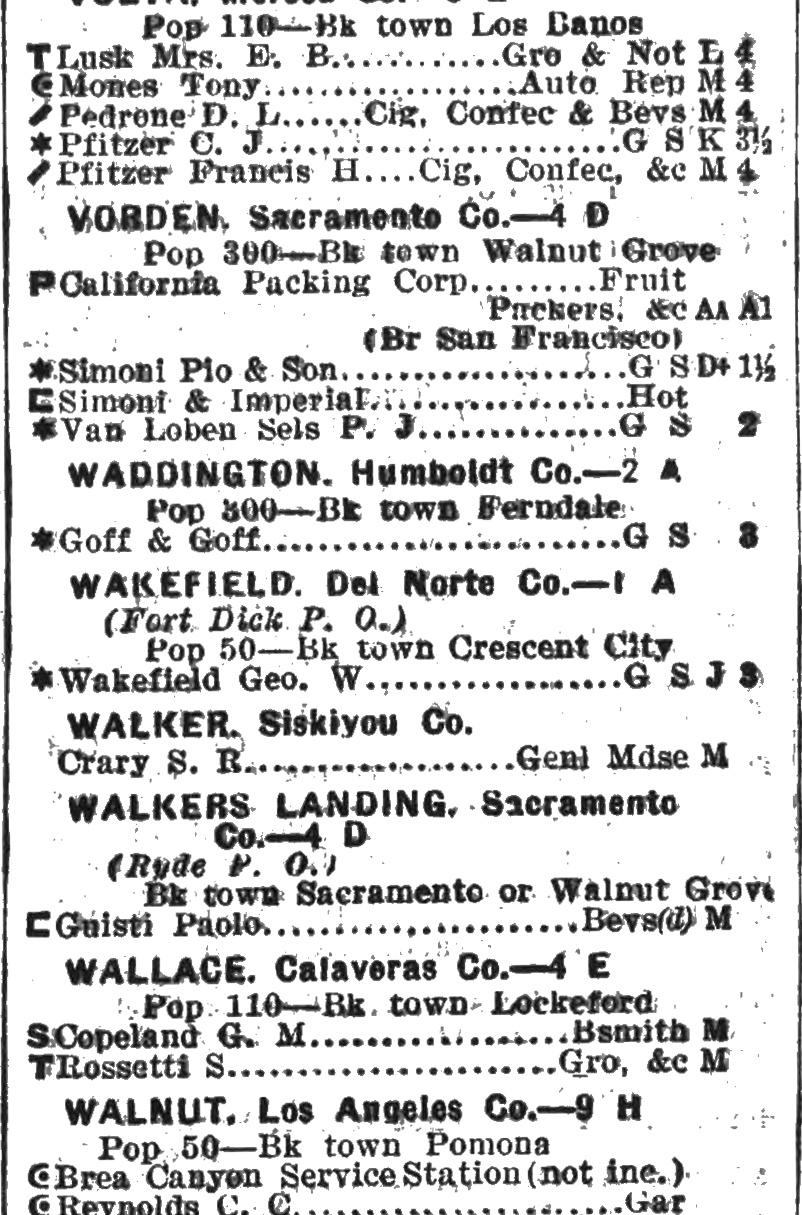 Pop 110—Bk town Los Banos
T Lusk Mrs. E. B............Gro & Not L 4
C Mones Tony...................Auto Rep M 4
Pedrone D. L......Cig, Confec & Bevs M 4
* Pfitzer C. J..........................G S K 3½
Pfitzer Francis H....Cig, Confec, &c M 4
VORDEN, Sacramento Co.—4 D
Pop 300—Bk town Walnut Grove
P California Packing Corp.........Fruit
Packers, &c AA A1
(Br San Francisco)
* Simoni Pio & Son.....................G S D+ 1½
C Simoni & Imperial...................Hot
* Van Loben Sels P. J...............G S 2
WADDINGTON. Humboldt Co.—2 A
Pop 300—Bk town Ferndale
* Goff & Goff..........................G S 3
WAKEFIELD. Del Norte Co.—1 A
(Fort Dick P. O.)
Pop 50—Bk town Crescent City
* Wakefield Geo. W...................G S J 3
WALKER. Siskiyou Co.
Crary S. R....................Genl Mdse M
WALKERS LANDING, Sacramento
Co.—4 D
(Ryde P. O.)
Bk town Sacramento or Walnut Grove
C Guisti Paolo........................Bevs(d) M
WALLACE. Calaveras Co.—4 E
Pop 110—Bk town Lockeford
S Copeland G. M...................Bsmith M
T Rossetti S........................Gro, &c M
WALNUT, Los Angeles Co.—9 H
Pop 50—Bk town Pomona
C Brea Canyon Service Station (not inc.)
C Reynolds C. C........................Gar